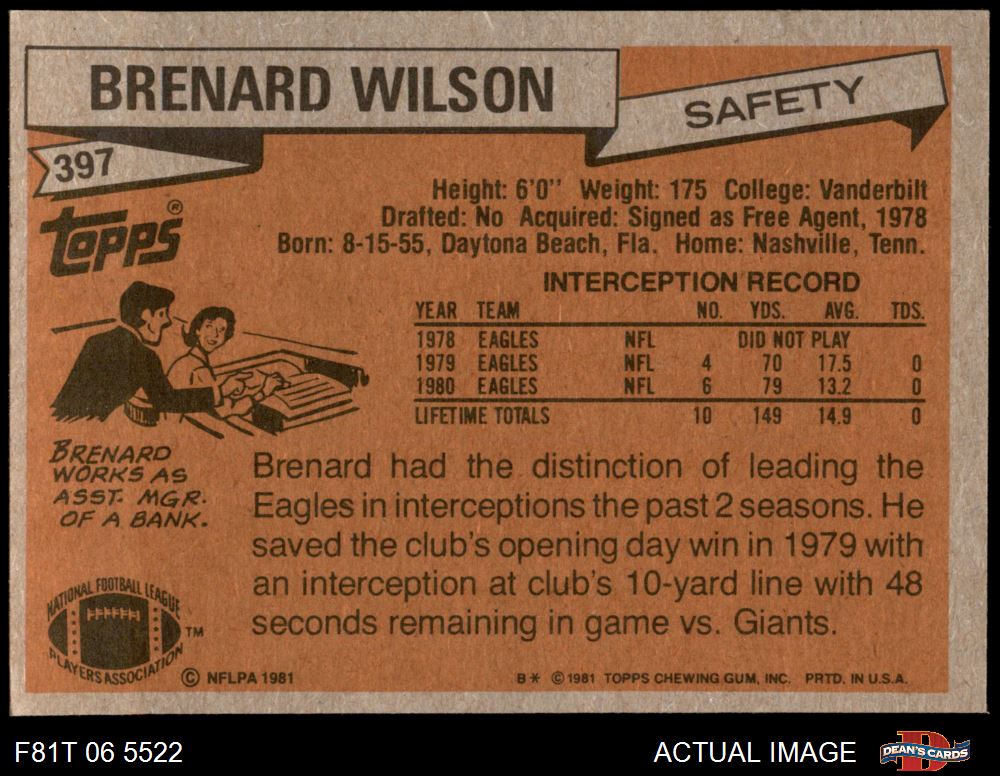 BRENARD WILSON
SAFETY
397
Topps®
Height: 6'0" Weight: 175 College: Vanderbilt
Drafted: No Acquired: Signed as Free Agent, 1978
Born: 8-15-55, Daytona Beach, Fla. Home: Nashville, Tenn.
INTERCEPTION RECORD
YEAR TEAM NO. YDS. AVG. TDS.
1978 EAGLES NFL DID NOT PLAY
1979 EAGLES NFL 4 70 17.5 0
1980 EAGLES NFL 6 79 13.2 0
LIFETIME TOTALS 10 149 14.9 0
BRENARD
WORKS AS
ASST. MGR.
OF A BANK.
Brenard had the distinction of leading the
Eagles in interceptions the past 2 seasons. He
saved the club's opening day win in 1979 with
an interception at club's 10-yard line with 48
seconds remaining in game vs. Giants.
NATIONAL FOOTBALL LEAGUE
PLAYERS ASSOCIATION
TM
© NFLPA 1981
B* © 1981 TOPPS CHEWING GUM, INC. PRTD. IN U.S.A.
F81T 06 5522
ACTUAL IMAGE
DEAN'S CARDS